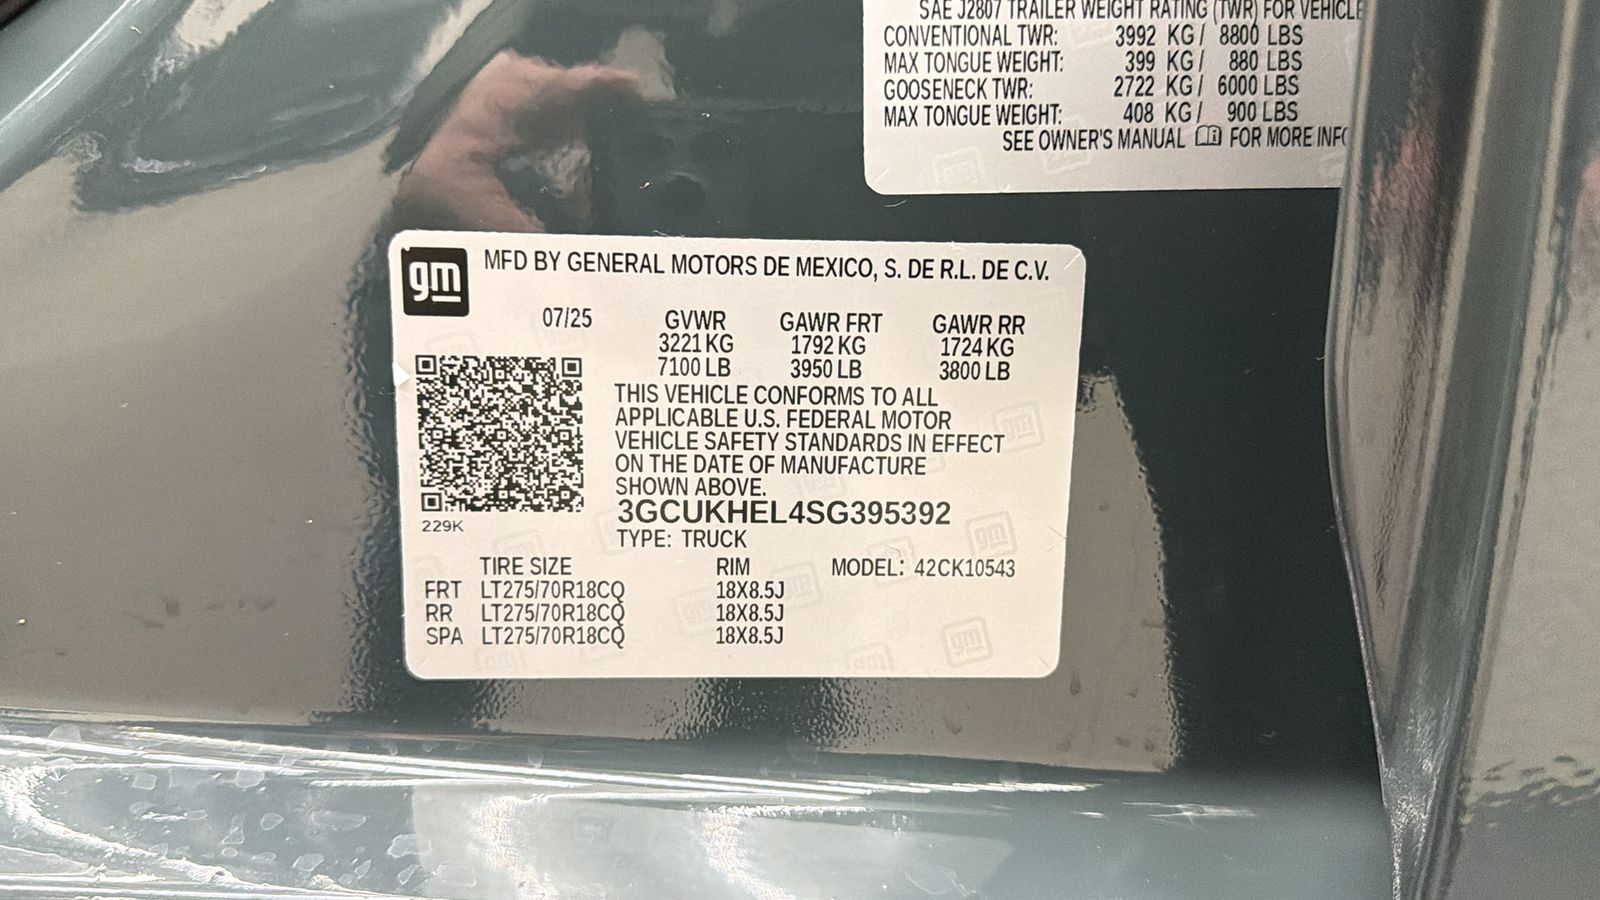 SAE J2807 TRAILER WEIGHT RATING (TWR) FOR VEHICLE
CONVENTIONAL TWR: 3992 KG / 8800 LBS
MAX TONGUE WEIGHT: 399 KG / 880 LBS
GOOSENECK TWR: 2722 KG / 6000 LBS
MAX TONGUE WEIGHT: 408 KG / 900 LBS
SEE OWNER'S MANUAL FOR MORE INFO
gm
MFD BY GENERAL MOTORS DE MEXICO, S. DE R.L. DE C.V.
07/25 GVWR GAWR FRT GAWR RR
3221 KG 1792 KG 1724 KG
7100 LB 3950 LB 3800 LB
THIS VEHICLE CONFORMS TO ALL
APPLICABLE U.S. FEDERAL MOTOR
VEHICLE SAFETY STANDARDS IN EFFECT
ON THE DATE OF MANUFACTURE
SHOWN ABOVE.
3GCUKHEL4SG395392
229K
TYPE: TRUCK
TIRE SIZE RIM MODEL: 42CK10543
FRT LT275/70R18CQ 18X8.5J
RR LT275/70R18CQ 18X8.5J
SPA LT275/70R18CQ 18X8.5J